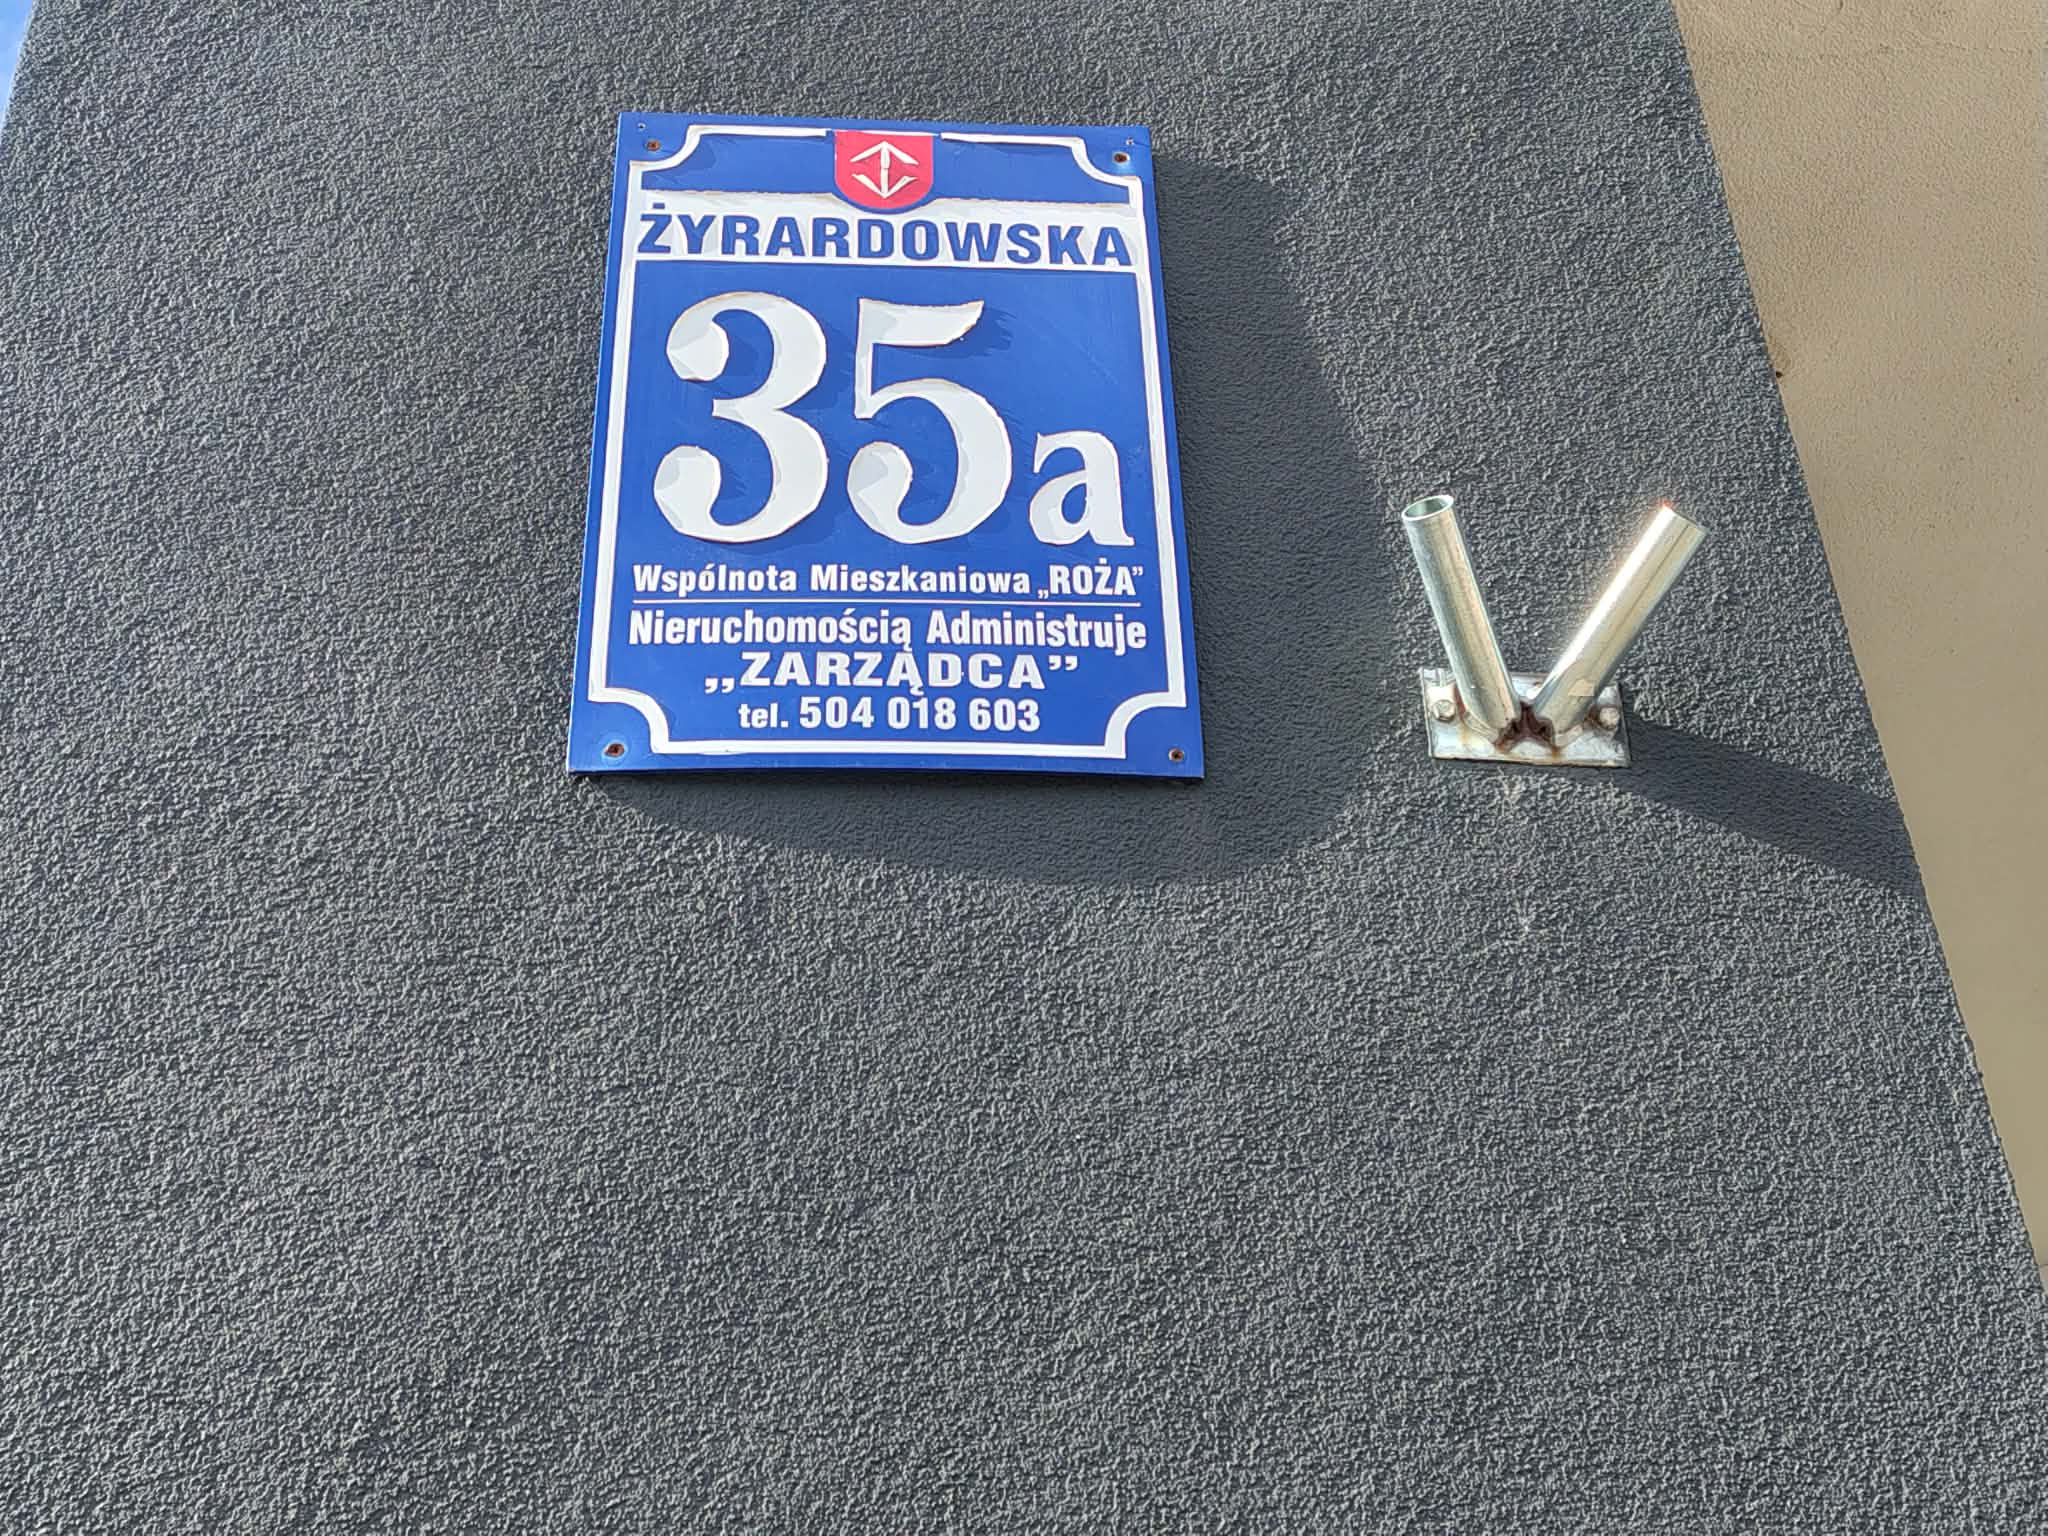 ŻYRARDOWSKA
35a
Wspólnota Mieszkaniowa „ROŻA”
Nieruchomością Administruje
„ZARZĄDCA”
tel. 504 018 603